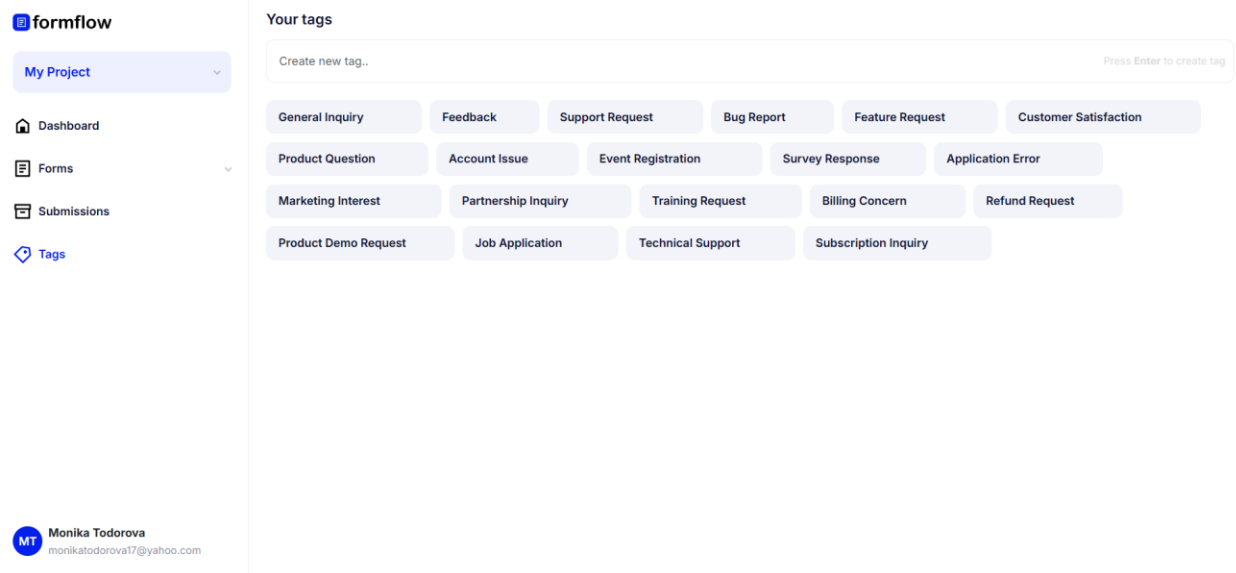 formflow
My Project
Dashboard
Forms
Submissions
Tags
MT
Monika Todorova
monikatodorova17@yahoo.com
Your tags
Create new tag.. Press Enter to create tag
General Inquiry Feedback Support Request Bug Report Feature Request Customer Satisfaction
Product Question Account Issue Event Registration Survey Response Application Error
Marketing Interest Partnership Inquiry Training Request Billing Concern Refund Request
Product Demo Request Job Application Technical Support Subscription Inquiry